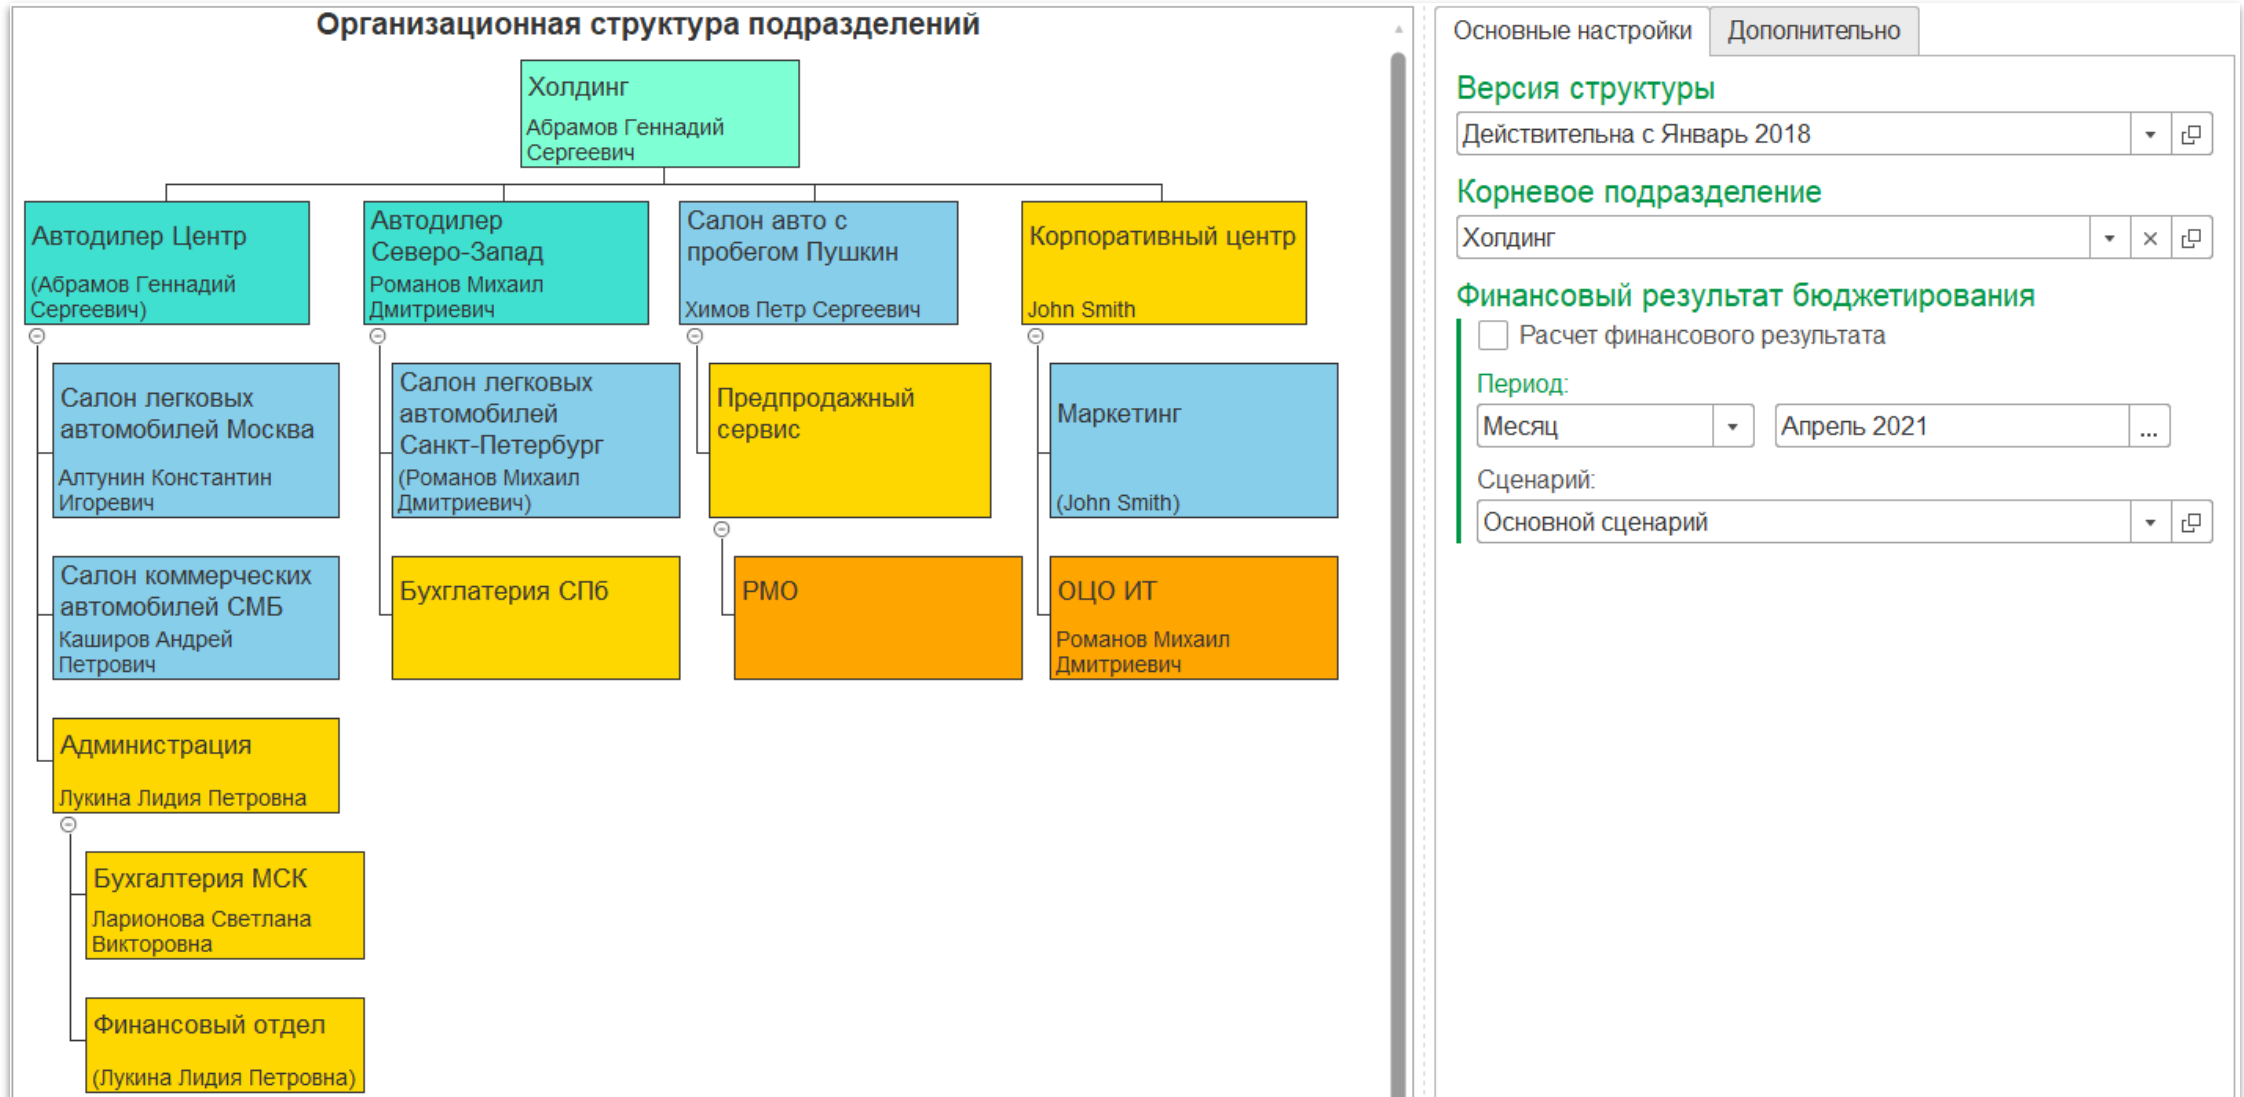 Организационная структура подразделений
Холдинг
Абрамов Геннадий
Сергеевич
Автодилер Центр
(Абрамов Геннадий
Сергеевич)
Автодилер
Северо-Запад
Романов Михаил
Дмитриевич
Салон авто с
пробегом Пушкин
Химов Петр Сергеевич
Корпоративный центр
John Smith
Салон легковых
автомобилей Москва
Алтунин Константин
Игоревич
Салон легковых
автомобилей
Санкт-Петербург
(Романов Михаил
Дмитриевич)
Предпродажный
сервис
Маркетинг
(John Smith)
Салон коммерческих
автомобилей СМБ
Каширов Андрей
Петрович
Бухглатерия СПб
РМО
ОЦО ИТ
Романов Михаил
Дмитриевич
Администрация
Лукина Лидия Петровна
Бухгалтерия МСК
Ларионова Светлана
Викторовна
Финансовый отдел
(Лукина Лидия Петровна)
Основные настройки
Дополнительно
Версия структуры
Действительна с Январь 2018
Корневое подразделение
Холдинг
Финансовый результат бюджетирования
Расчет финансового результата
Период:
Месяц
Апрель 2021
...
Сценарий:
Основной сценарий